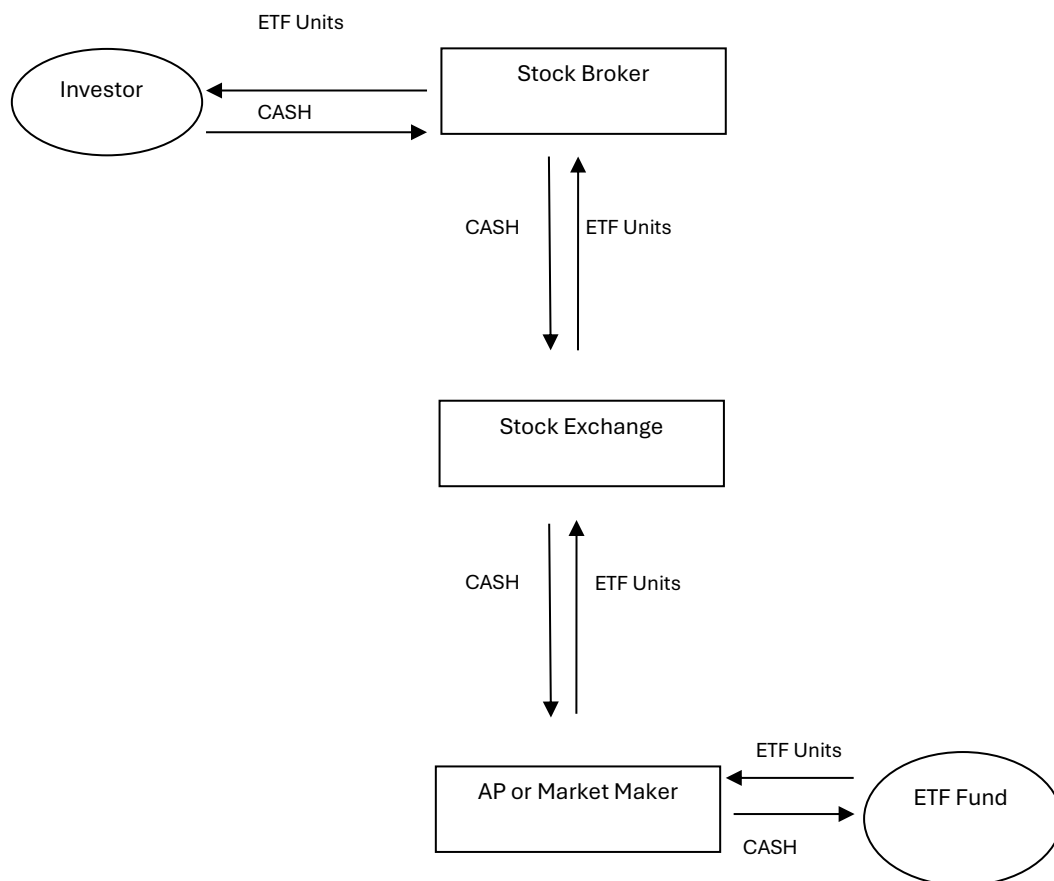 ETF Units
Stock Broker
Investor
CASH
CASH
ETF Units
Stock Exchange
CASH
ETF Units
ETF Units
AP or Market Maker
ETF Fund
CASH